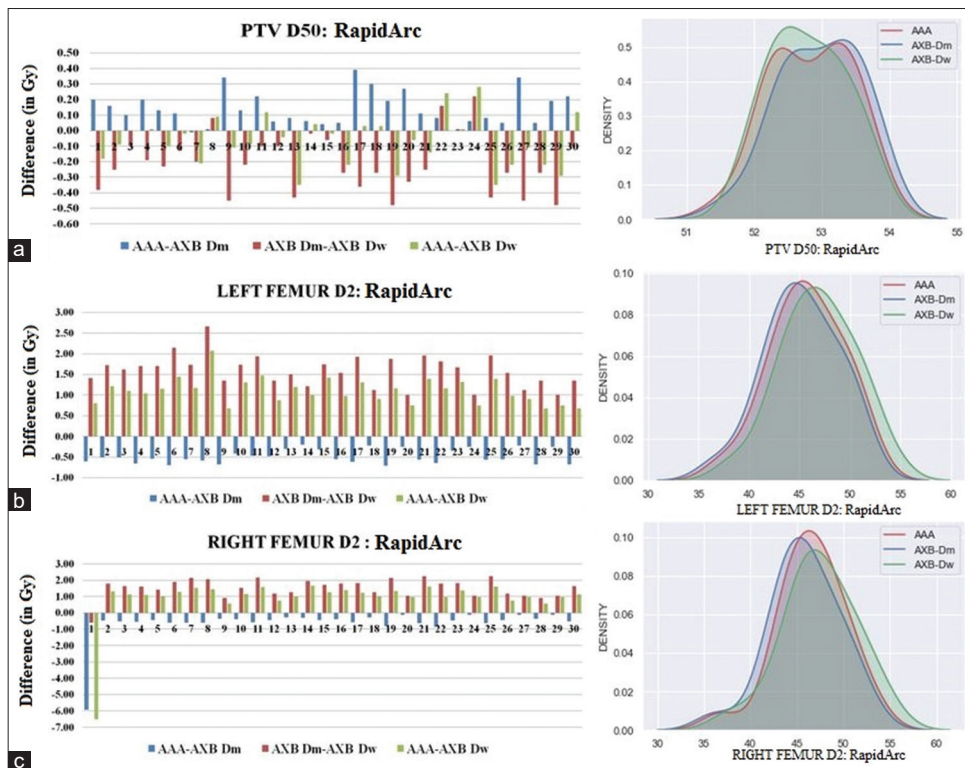 PTV D50: RapidArc
Difference (in Gy)
0.50
0.40
0.30
0.20
0.10
0.00
-0.10
-0.20
-0.30
-0.40
-0.50
-0.60
1 2 3 4 5 6 7 8 9 10 11 12 13 14 15 16 17 18 19 20 21 22 23 24 25 26 27 28 29 30
AAA-AXB Dm AXB Dm-AXB Dw AAA-AXB Dw
a
AAA
AXB-Dm
AXB-Dw
DENSITY
0.5
0.4
0.3
0.2
0.1
0.0
51 52 53 54 55
PTV D50: RapidArc
LEFT FEMUR D2: RapidArc
Difference (in Gy)
3.00
2.50
2.00
1.50
1.00
0.50
0.00
-0.50
-1.00
1 2 3 4 5 6 7 8 9 10 11 12 13 14 15 16 17 18 19 20 21 22 23 24 25 26 27 28 29 30
AAA-AXB Dm AXB Dm-AXB Dw AAA-AXB Dw
b
AAA
AXB-Dm
AXB-Dw
DENSITY
0.10
0.08
0.06
0.04
0.02
0.00
30 35 40 45 50 55 60
LEFT FEMUR D2: RapidArc
RIGHT FEMUR D2 : RapidArc
Difference (in Gy)
3.00
2.00
1.00
0.00
-1.00
-2.00
-3.00
-4.00
-5.00
-6.00
-7.00
1 2 3 4 5 6 7 8 9 10 11 12 13 14 15 16 17 18 19 20 21 22 23 24 25 26 27 28 29 30
AAA-AXB Dm AXB Dm-AXB Dw AAA-AXB Dw
c
AAA
AXB-Dm
AXB-Dw
DENSITY
0.10
0.08
0.06
0.04
0.02
0.00
30 35 40 45 50 55 60
RIGHT FEMUR D2: RapidArc